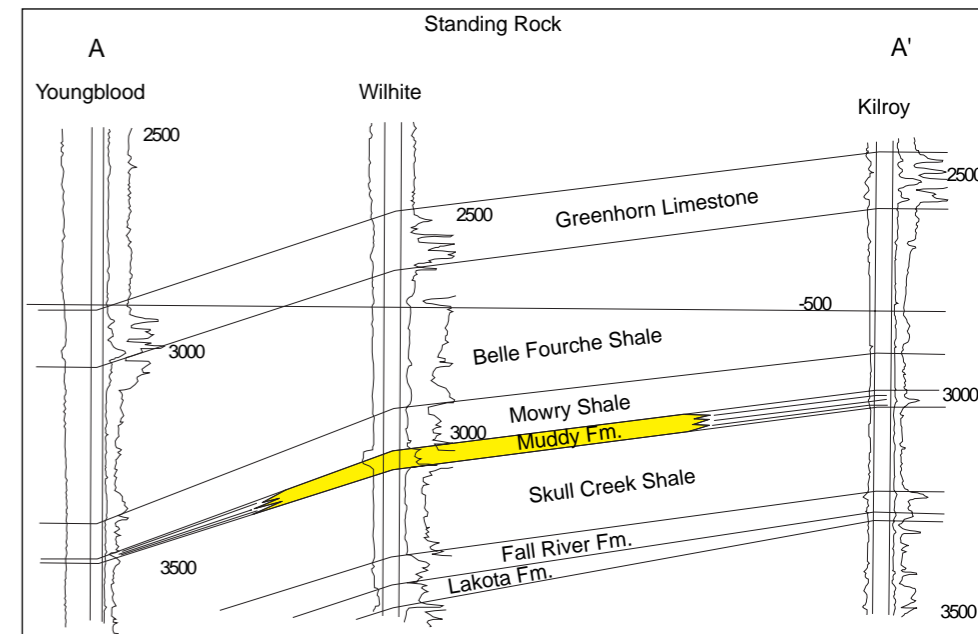 Standing Rock
A
A'
Youngblood
Wilhite
Kilroy
2500
2500
2500
Greenhorn Limestone
-500
3000
Belle Fourche Shale
3000
Mowry Shale
3000
Muddy Fm.
Skull Creek Shale
3500
Fall River Fm.
Lakota Fm.
3500